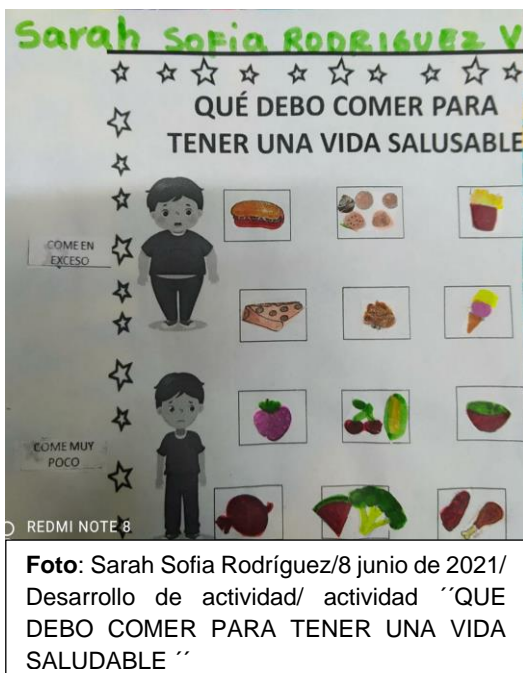 Sarah Sofia RODRIGUEZ V
QUÉ DEBO COMER PARA
TENER UNA VIDA SALUSABLE
COME EN
EXCESO
COME MUY
POCO
REDMI NOTE 8
Foto: Sarah Sofia Rodríguez/8 junio de 2021/
Desarrollo de actividad/ actividad ´´QUE
DEBO COMER PARA TENER UNA VIDA
SALUDABLE ´´